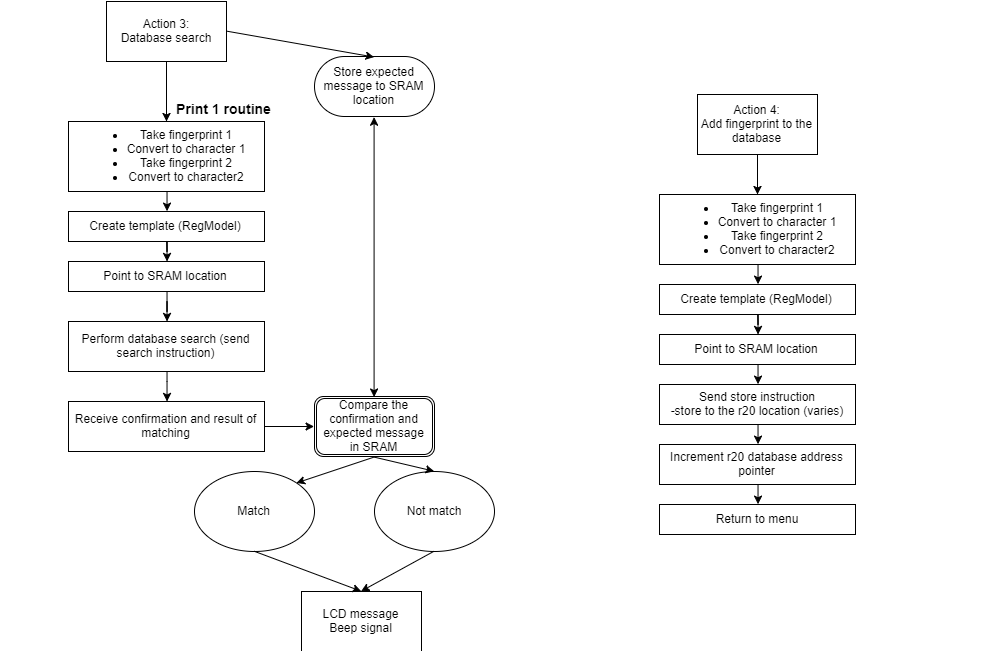 Action 3:
Database search
Store expected
message to SRAM
location
Print 1 routine
• Take fingerprint 1
• Convert to character 1
• Take fingerprint 2
• Convert to character2
Create template (RegModel)
Point to SRAM location
Perform database search (send
search instruction)
Receive confirmation and result of
matching
Compare the
confirmation and
expected message
in SRAM
Match
Not match
LCD message
Beep signal
Action 4:
Add fingerprint to the
database
• Take fingerprint 1
• Convert to character 1
• Take fingerprint 2
• Convert to character2
Create template (RegModel)
Point to SRAM location
Send store instruction
-store to the r20 location (varies)
Increment r20 database address
pointer
Return to menu